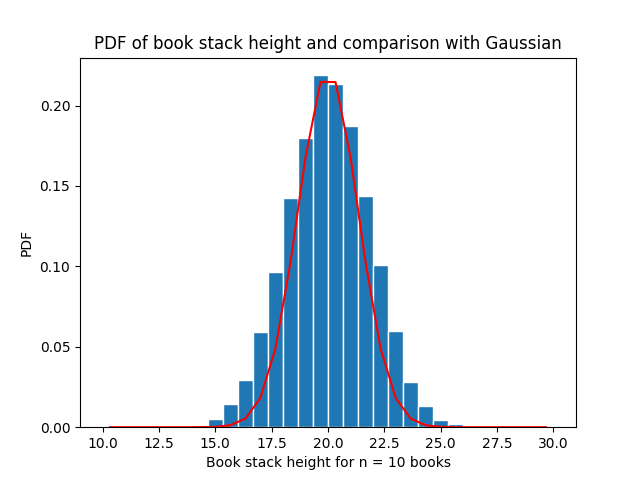 PDF of book stack height and comparison with Gaussian
0.20
0.15
0.10
0.05
0.00
PDF
10.0 12.5 15.0 17.5 20.0 22.5 25.0 27.5 30.0
Book stack height for n = 10 books